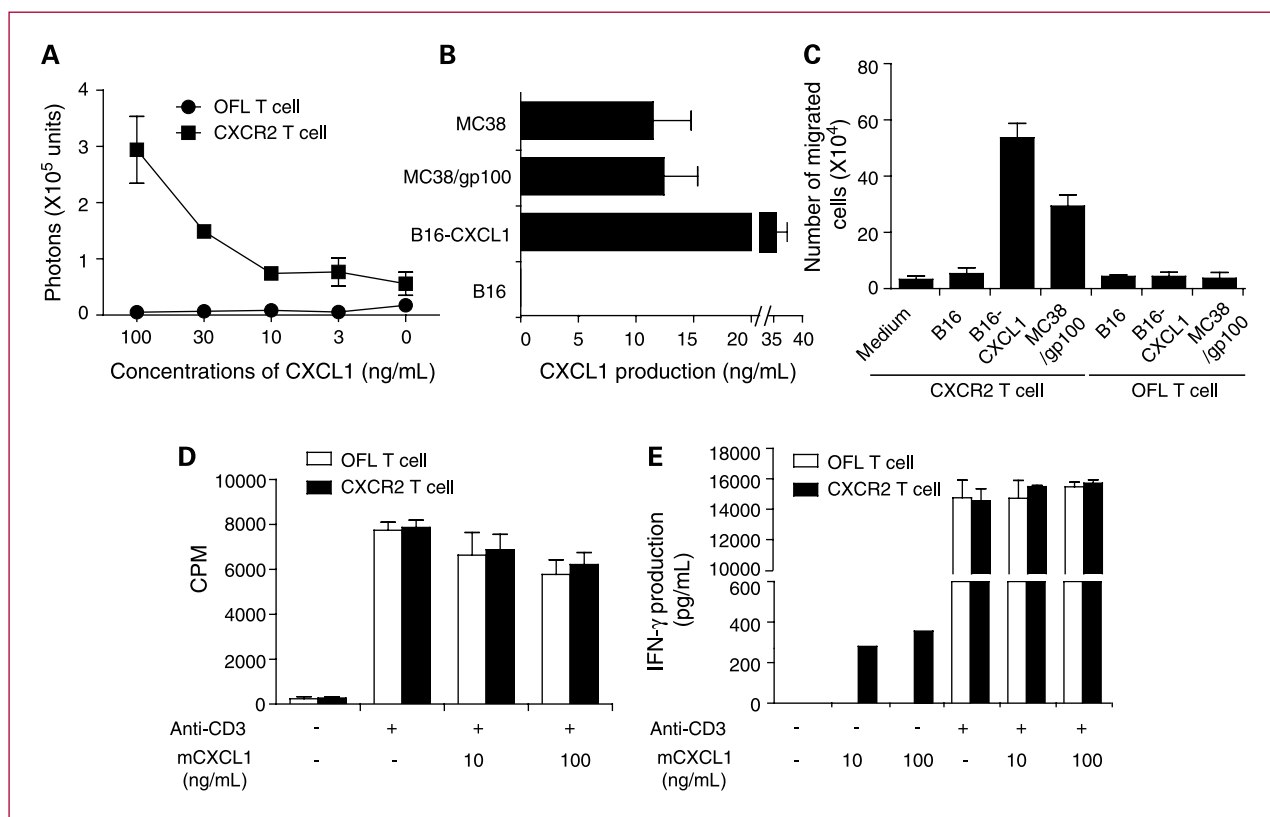 A
OFL T cell
CXCR2 T cell
Photons (X10⁵ units)
4
3
2
1
0
100
30
10
3
0
Concentrations of CXCL1 (ng/mL)
B
MC38
MC38/gp100
B16-CXCL1
B16
0
5
10
15
20
35
40
CXCL1 production (ng/mL)
C
Number of migrated
cells (X10⁴)
80
60
40
20
0
Medium
B16
B16-
CXCL1
MC38
/gp100
B16
B16-
CXCL1
MC38
/gp100
CXCR2 T cell
OFL T cell
D
OFL T cell
CXCR2 T cell
CPM
10000
8000
6000
4000
2000
0
Anti-CD3 - + + +
mCXCL1 - - 10 100
(ng/mL)
E
OFL T cell
CXCR2 T cell
IFN-γ production
(pg/mL)
16000
14000
13000
10000
600
400
200
0
Anti-CD3 - - - + + +
mCXCL1 - 10 100 - 10 100
(ng/mL)